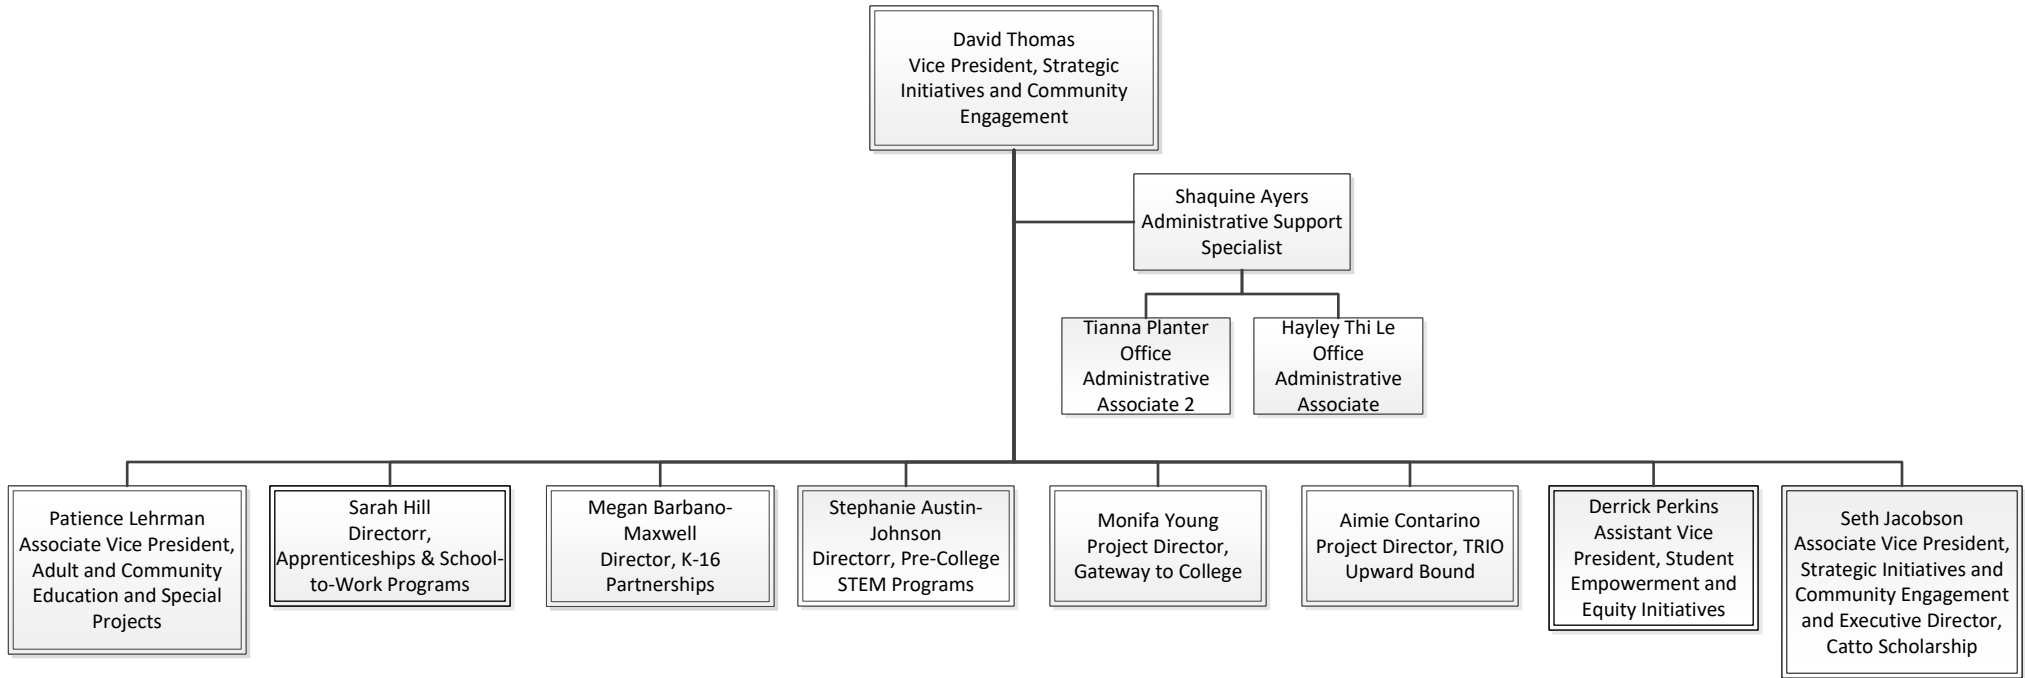 David Thomas
Vice President, Strategic
Initiatives and Community
Engagement
Shaquine Ayers
Administrative Support
Specialist
Tianna Planter
Office
Administrative
Associate 2
Hayley Thi Le
Office
Administrative
Associate
Patience Lehrman
Associate Vice President,
Adult and Community
Education and Special
Projects
Sarah Hill
Directorr,
Apprenticeships & School-
to-Work Programs
Megan Barbano-
Maxwell
Director, K-16
Partnerships
Stephanie Austin-
Johnson
Directorr, Pre-College
STEM Programs
Monifa Young
Project Director,
Gateway to College
Aimie Contarino
Project Director, TRIO
Upward Bound
Derrick Perkins
Assistant Vice
President, Student
Empowerment and
Equity Initiatives
Seth Jacobson
Associate Vice President,
Strategic Initiatives and
Community Engagement
and Executive Director,
Catto Scholarship